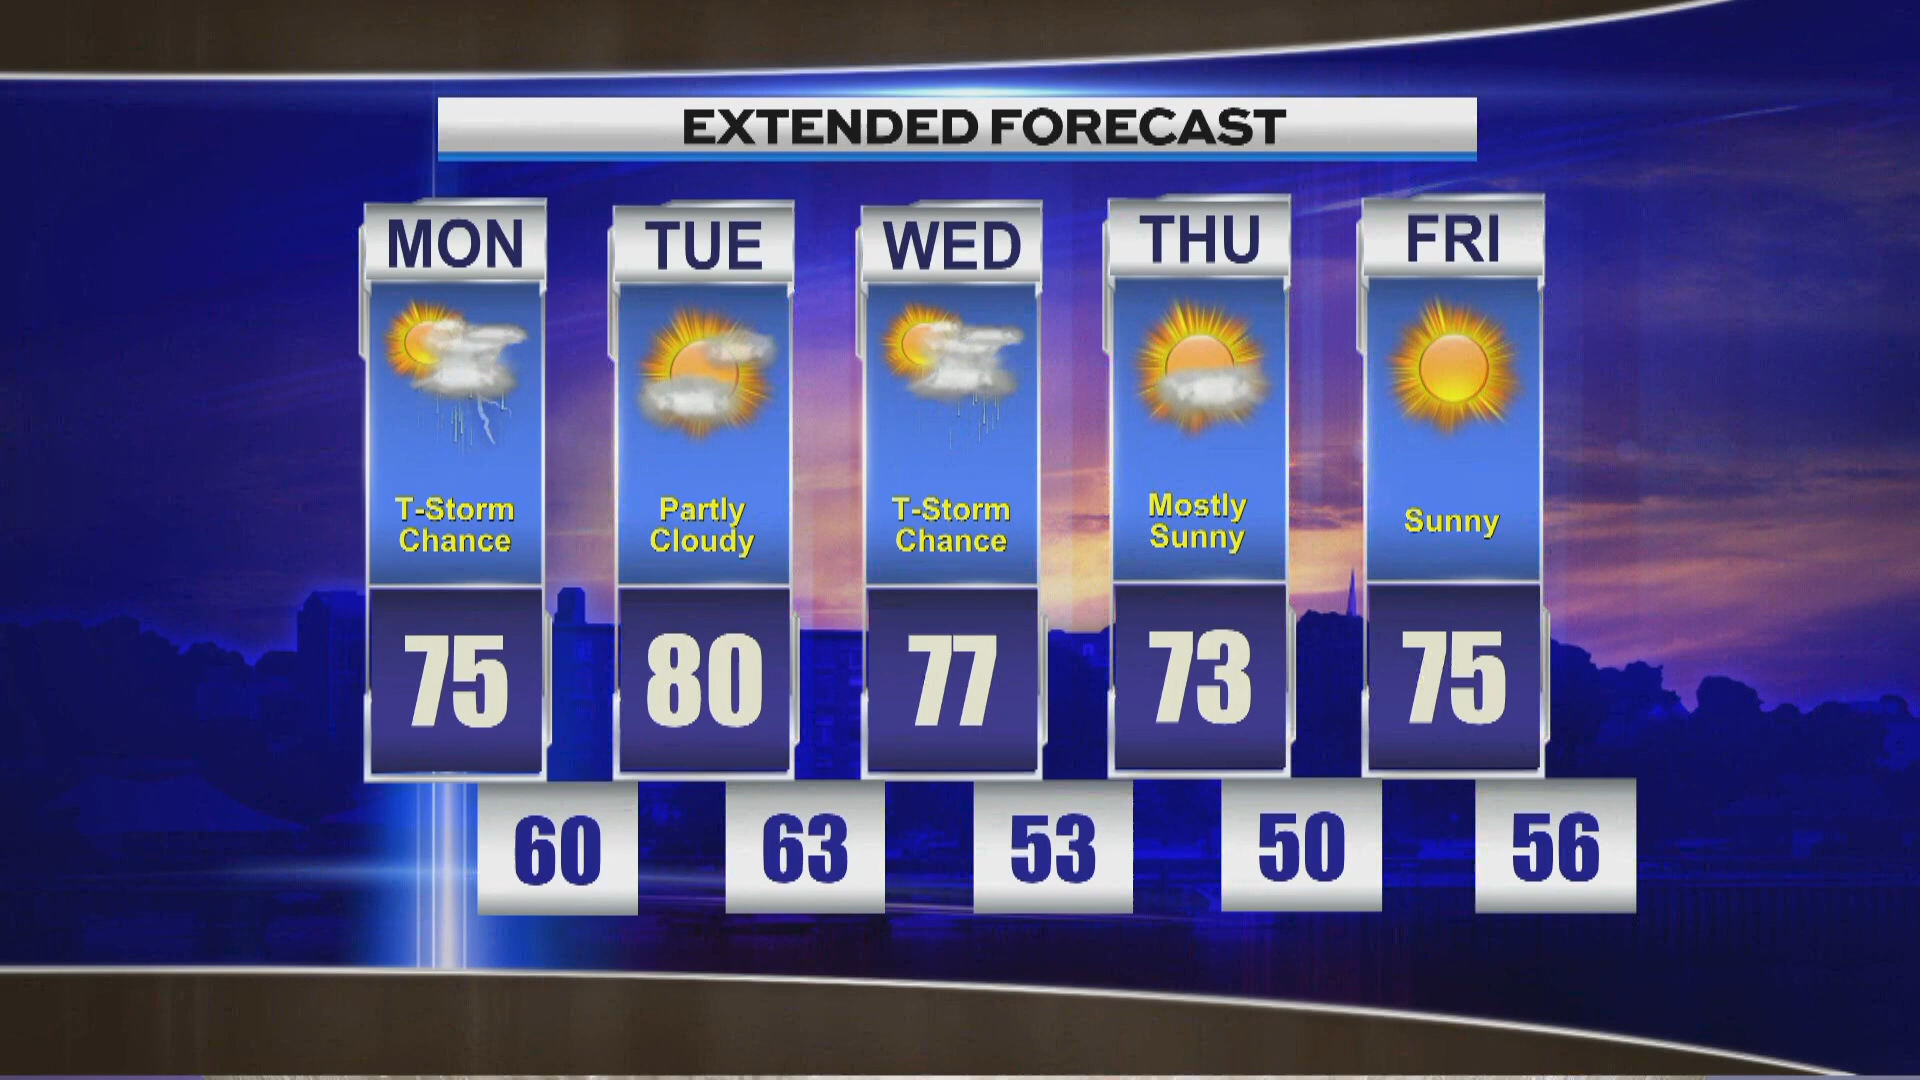 EXTENDED FORECAST
MON TUE WED THU FRI
T-Storm
Chance
Partly
Cloudy
T-Storm
Chance
Mostly
Sunny
Sunny
75 80 77 73 75
60 63 53 50 56